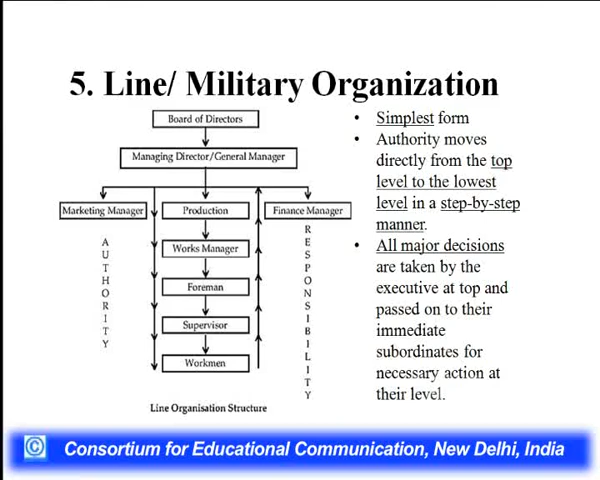 5. Line/ Military Organization
Board of Directors
Managing Director/General Manager
Marketing Manager
Production
Finance Manager
Works Manager
Foreman
Supervisor
Workmen
AUTHORITY
RESPONSIBILITY
Line Organisation Structure
• Simplest form
• Authority moves
directly from the top
level to the lowest
level in a step-by-step
manner.
• All major decisions
are taken by the
executive at top and
passed on to their
immediate
subordinates for
necessary action at
their level.
© Consortium for Educational Communication, New Delhi, India